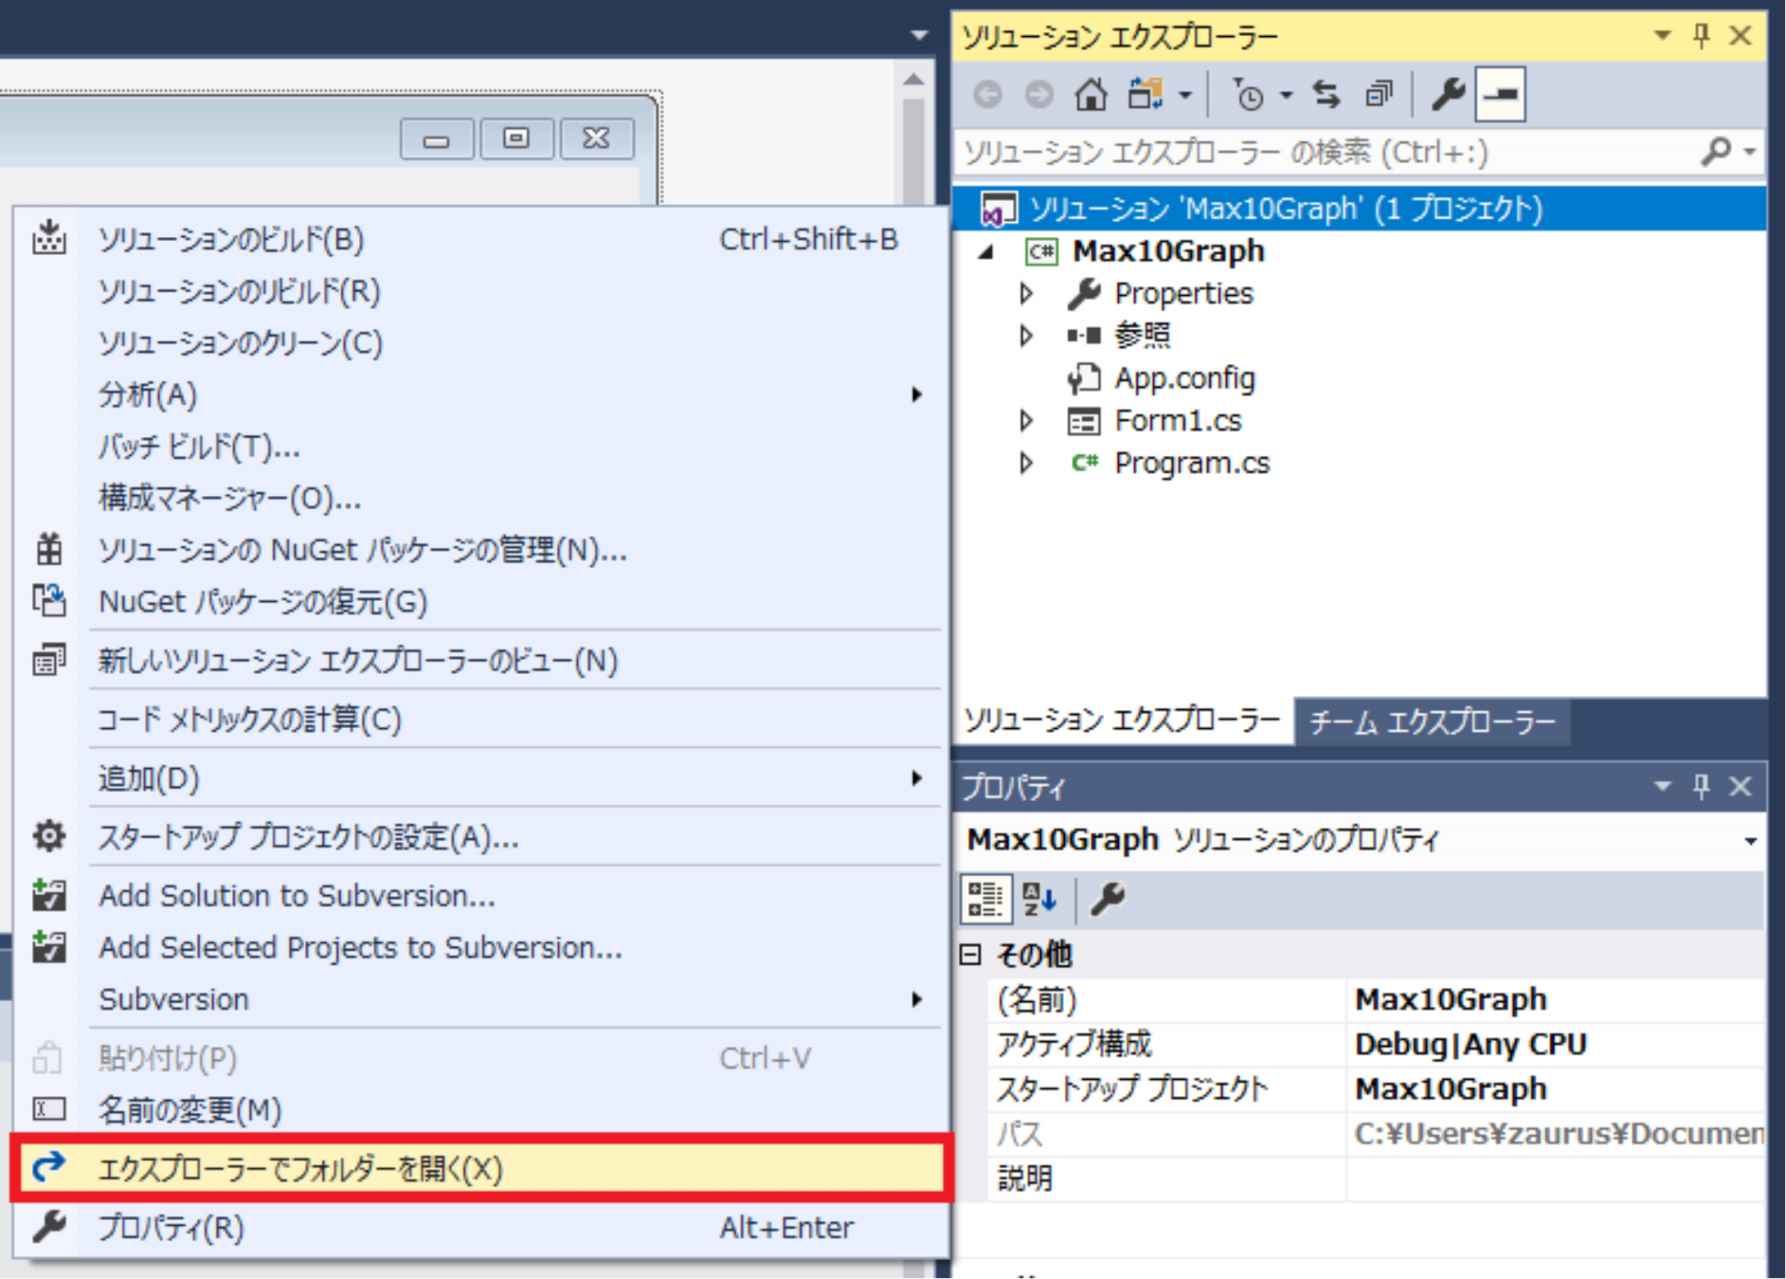 ソリューション エクスプローラー
ソリューション エクスプローラー の検索 (Ctrl+:)
ソリューション 'Max10Graph' (1 プロジェクト)
C# Max10Graph
Properties
参照
App.config
Form1.cs
C# Program.cs
ソリューション エクスプローラー
チーム エクスプローラー
ソリューションのビルド(B) Ctrl+Shift+B
ソリューションのリビルド(R)
ソリューションのクリーン(C)
分析(A)
バッチ ビルド(T)...
構成マネージャー(O)...
ソリューションの NuGet パッケージの管理(N)...
NuGet パッケージの復元(G)
新しいソリューション エクスプローラーのビュー(N)
コード メトリックスの計算(C)
追加(D)
スタートアップ プロジェクトの設定(A)...
Add Solution to Subversion...
Add Selected Projects to Subversion...
Subversion
貼り付け(P) Ctrl+V
名前の変更(M)
エクスプローラーでフォルダーを開く(X)
プロパティ(R) Alt+Enter
プロパティ
Max10Graph ソリューションのプロパティ
その他
(名前) Max10Graph
アクティブ構成 Debug|Any CPU
スタートアップ プロジェクト Max10Graph
パス C:¥Users¥zaurus¥Documen
説明